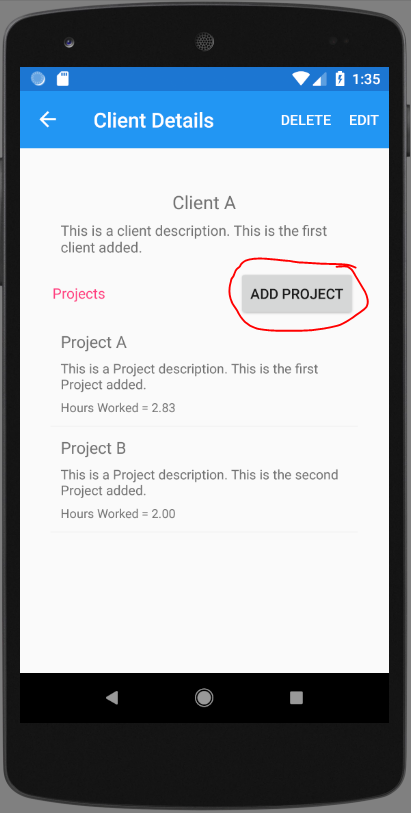 1:35
Client Details DELETE EDIT
Client A
This is a client description. This is the first
client added.
Projects ADD PROJECT
Project A
This is a Project description. This is the first
Project added.
Hours Worked = 2.83
Project B
This is a Project description. This is the second
Project added.
Hours Worked = 2.00